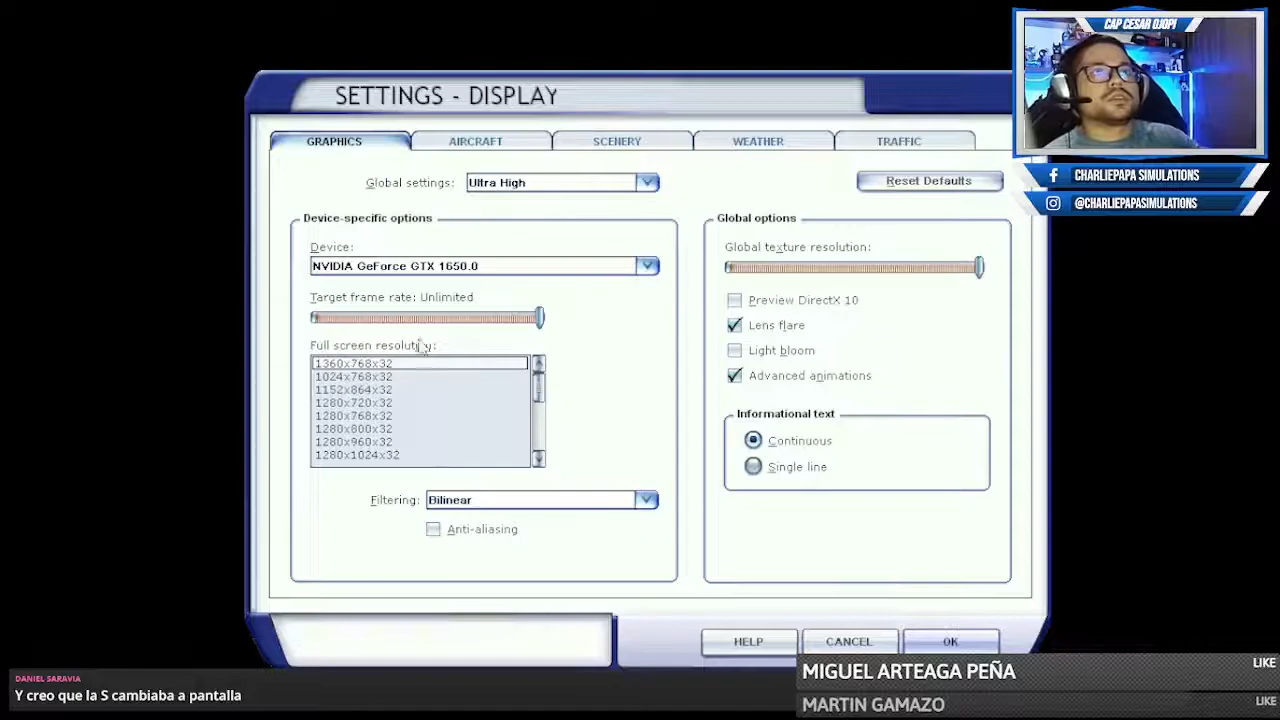 CAP CESAR DJOPI
SETTINGS - DISPLAY
GRAPHICS
AIRCRAFT
SCENERY
WEATHER
TRAFFIC
CHARLIEPAPA SIMULATIONS
@CHARLIEPAPASIMULATIONS
Global settings:
Ultra High
Reset Defaults
Device-specific options
Device:
NVIDIA GeForce GTX 1650.0
Target frame rate: Unlimited
Full screen resolution:
1360x768x32
1024x768x32
1152x864x32
1280x720x32
1280x768x32
1280x800x32
1280x960x32
1280x1024x32
Filtering:
Bilinear
Anti-aliasing
Global options
Global texture resolution:
Preview DirectX 10
Lens flare
Light bloom
Advanced animations
Informational text
Continuous
Single line
HELP
CANCEL
OK
DANIEL SARAVIA
Y creo que la S cambiaba a pantalla
MIGUEL ARTEAGA PEÑA
LIKE
MARTIN GAMAZO
LIKE